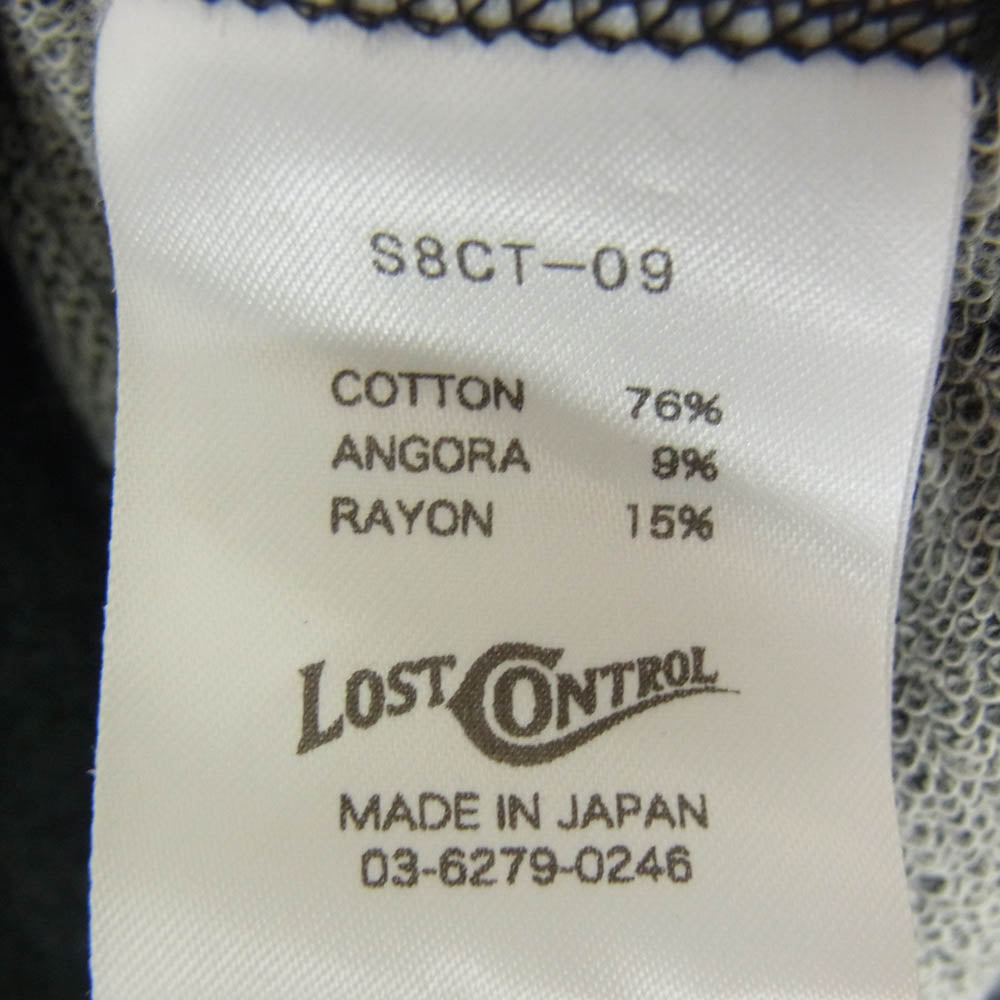 S8CT-09
COTTON 76%
ANGORA 9%
RAYON 15%
LOST CONTROL
MADE IN JAPAN
03-6279-0246